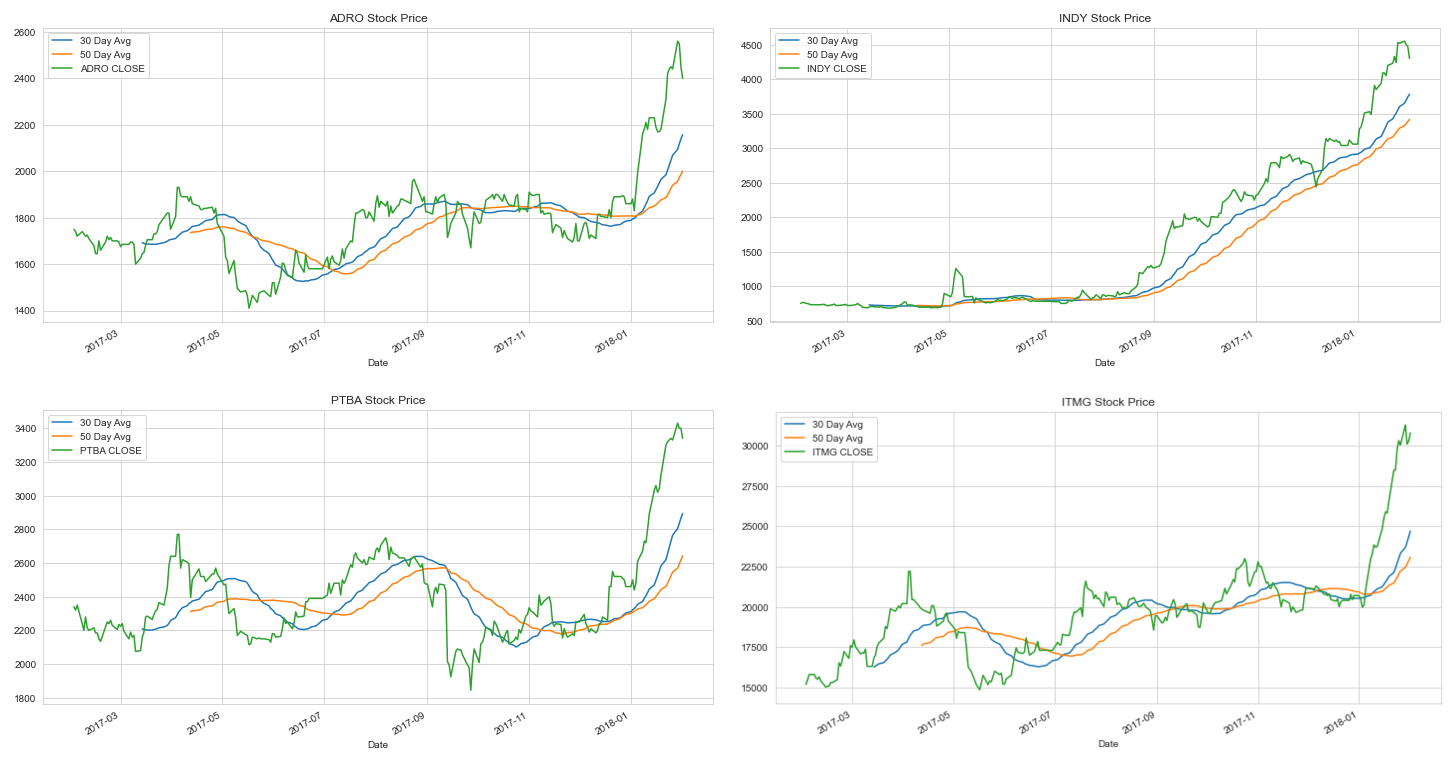 ADRO Stock Price
30 Day Avg
50 Day Avg
ADRO CLOSE
2600
2400
2200
2000
1800
1600
1400
2017-03
2017-05
2017-07
2017-09
2017-11
2018-01
Date
INDY Stock Price
30 Day Avg
50 Day Avg
INDY CLOSE
4500
4000
3500
3000
2500
2000
1500
1000
500
2017-03
2017-05
2017-07
2017-09
2017-11
2018-01
Date
PTBA Stock Price
30 Day Avg
50 Day Avg
PTBA CLOSE
3400
3200
3000
2800
2600
2400
2200
2000
1800
2017-03
2017-05
2017-07
2017-09
2017-11
2018-01
Date
ITMG Stock Price
30 Day Avg
50 Day Avg
ITMG CLOSE
30000
27500
25000
22500
20000
17500
15000
2017-03
2017-05
2017-07
2017-09
2017-11
2018-01
Date